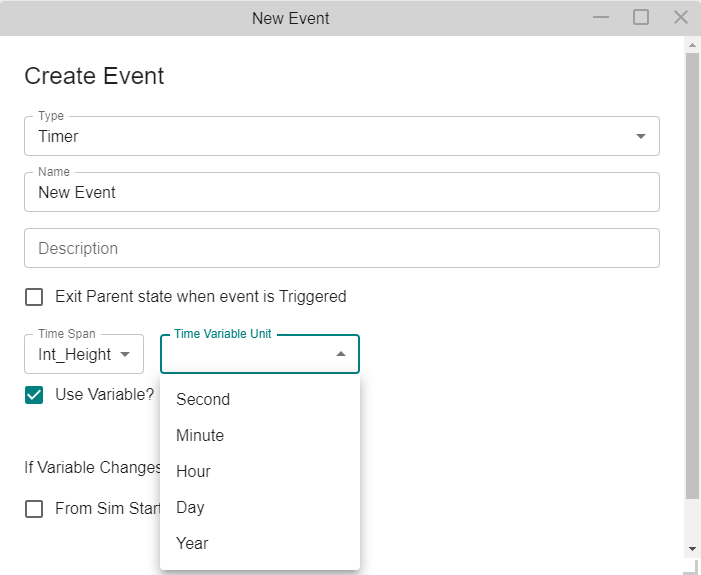 New Event
Create Event
Type
Timer
Name
New Event
Description
Exit Parent state when event is Triggered
Time Span
Int_Height
Time Variable Unit
Use Variable?
Second
Minute
Hour
Day
Year
If Variable Changes
From Sim Start